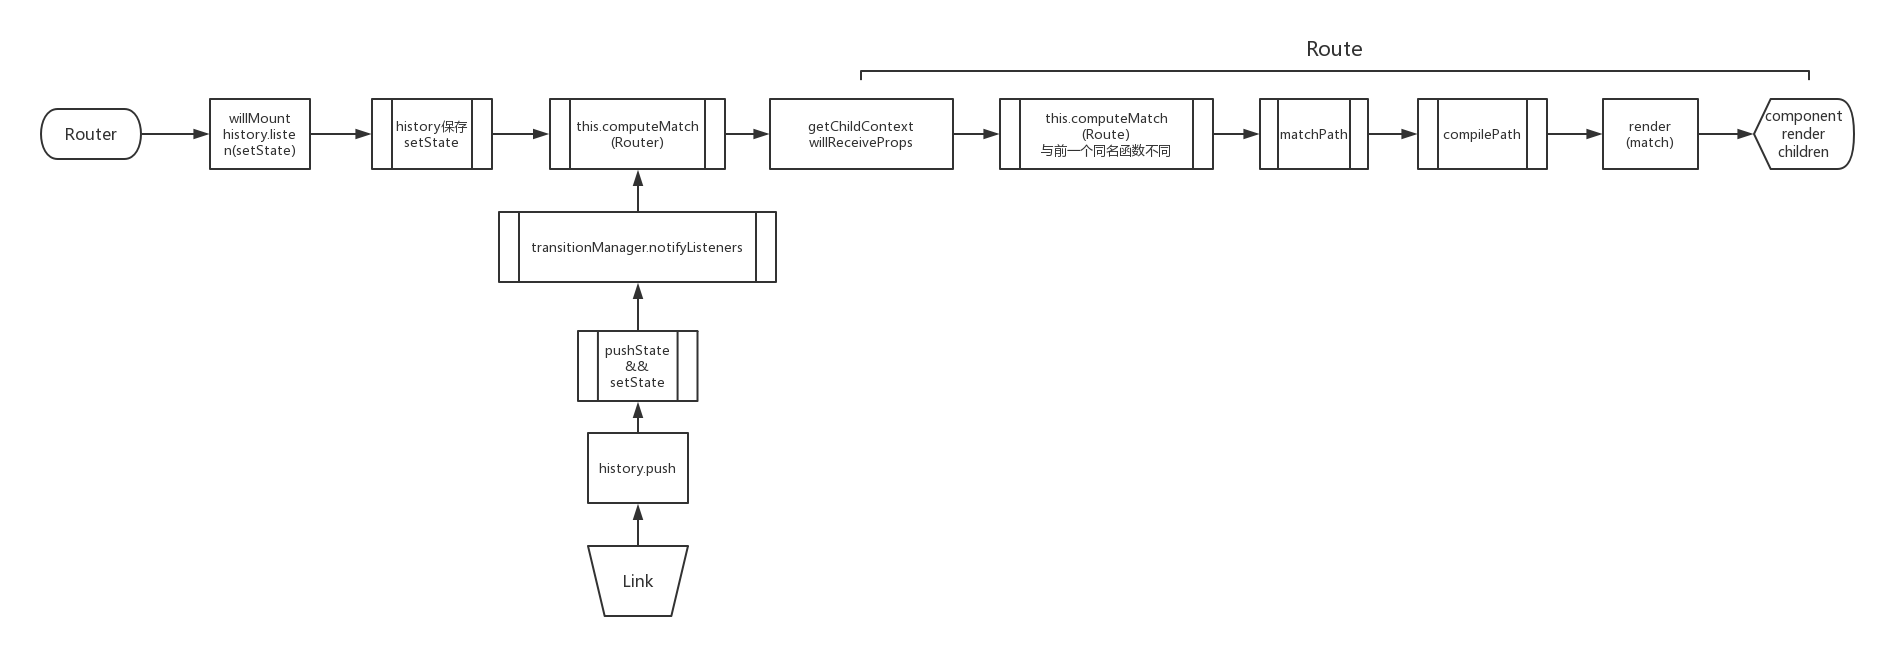 Route
Router
willMount
history.liste
n(setState)
history保存
setState
this.computeMatch
(Router)
getChildContext
willReceiveProps
this.computeMatch
(Route)
与前一个同名函数不同
matchPath
compilePath
render
(match)
component
render
children
transitionManager.notifyListeners
pushState
&&
setState
history.push
Link